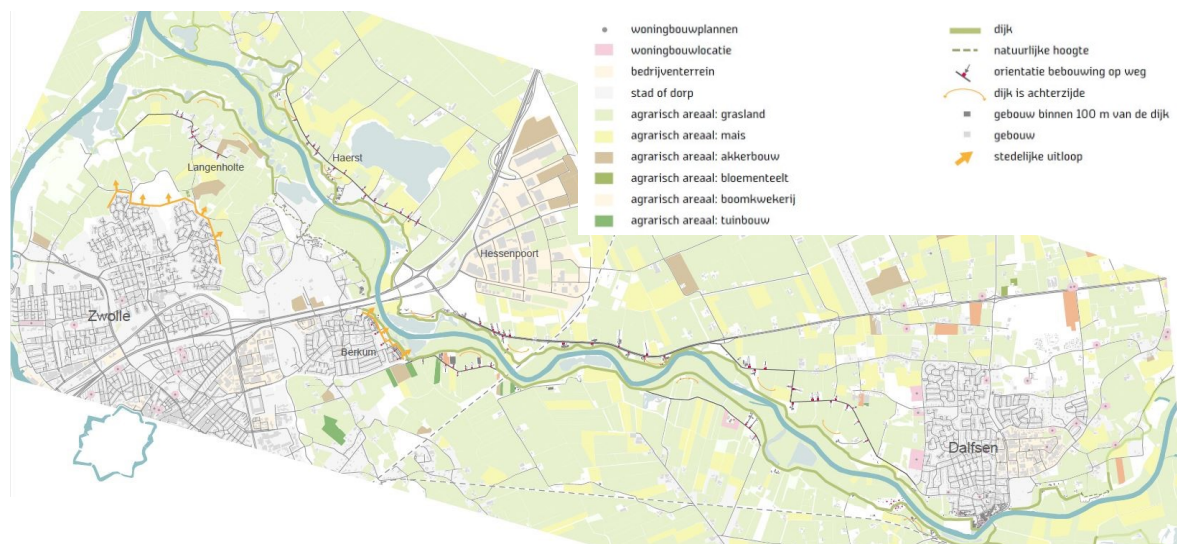 woningbouwplannen
woningbouwlocatie
bedrijventerrein
stad of dorp
agrarisch areaal: grasland
agrarisch areaal: mais
agrarisch areaal: akkerbouw
agrarisch areaal: bloementeelt
agrarisch areaal: boomkwekerij
agrarisch areaal: tuinbouw
dijk
natuurlijke hoogte
orientatie bebouwing op weg
dijk is achterzijde
gebouw binnen 100 m van de dijk
gebouw
stedelijke uitloop
Langenholte
Haerst
Hessenpoort
Zwolle
Berkum
Dalfsen